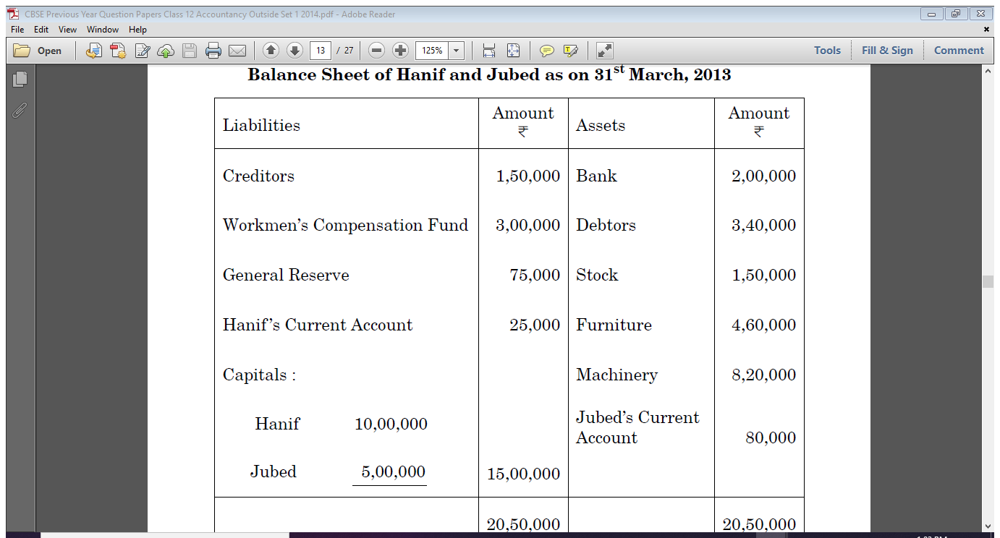 CBSE Previous Year Question Papers Class 12 Accountancy Outside Set 1 2014.pdf - Adobe Reader
File Edit View Window Help
Open 13 / 27 125% Tools Fill & Sign Comment
Balance Sheet of Hanif and Jubed as on 31st March, 2013
Liabilities Amount ₹ Assets Amount ₹
Creditors 1,50,000 Bank 2,00,000
Workmen's Compensation Fund 3,00,000 Debtors 3,40,000
General Reserve 75,000 Stock 1,50,000
Hanif's Current Account 25,000 Furniture 4,60,000
Capitals : Machinery 8,20,000
Hanif 10,00,000 Jubed's Current
Account 80,000
Jubed 5,00,000 15,00,000
20,50,000 20,50,000